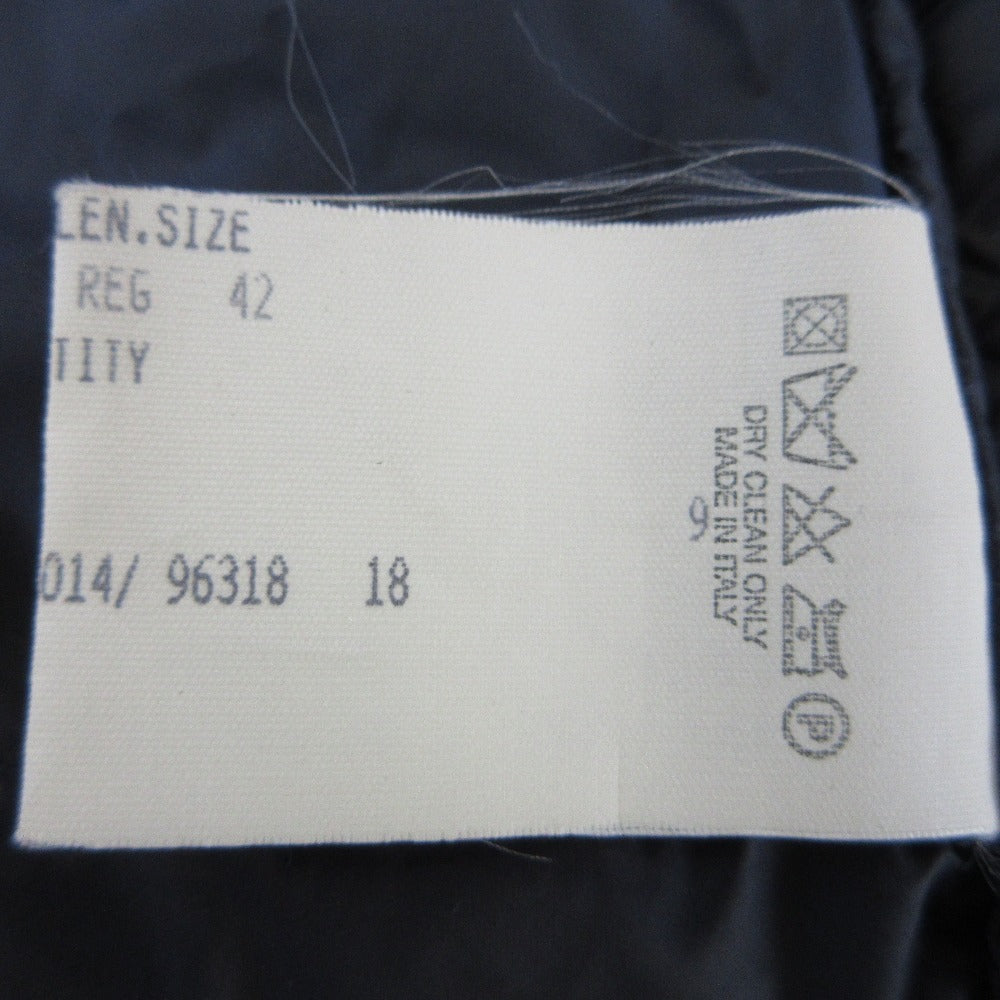 LEN.SIZE
REG 42
TITY
014/ 96318 18
DRY CLEAN ONLY
MADE IN ITALY
9
P